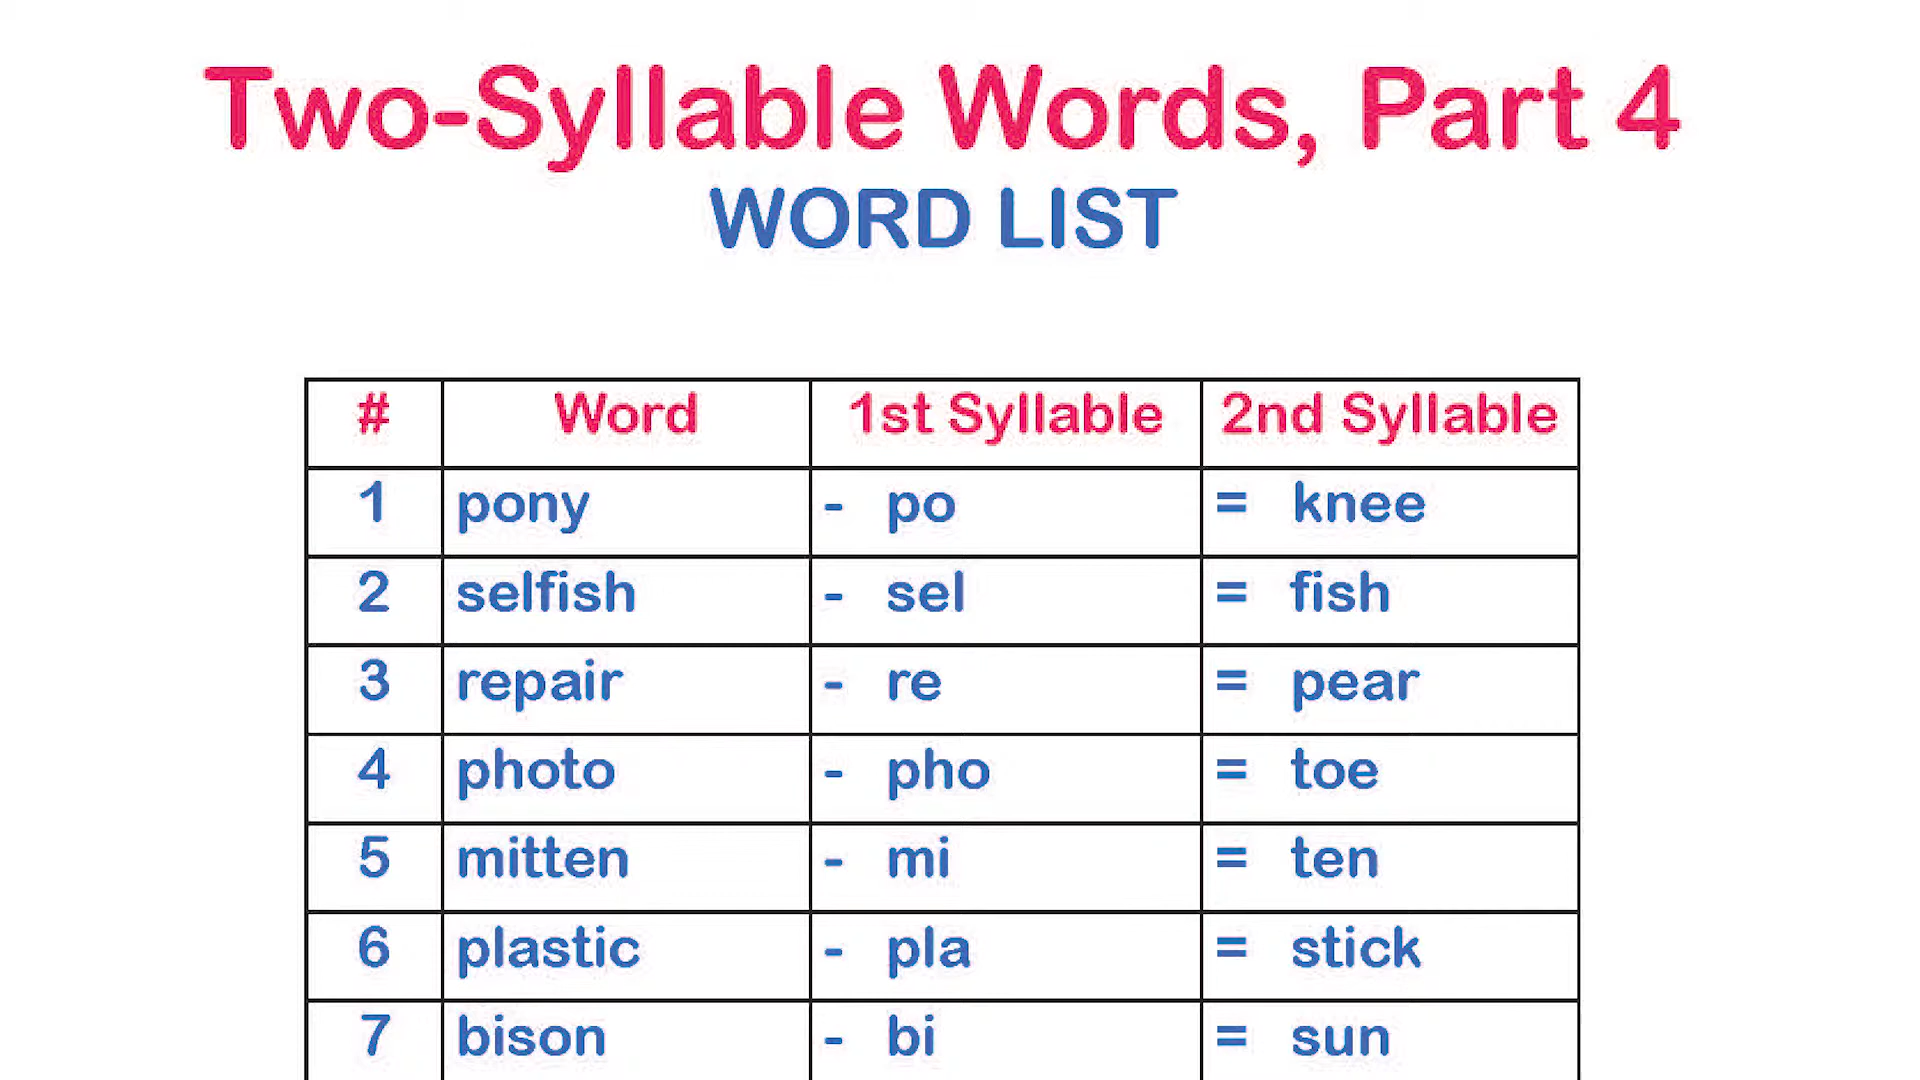 Two-Syllable Words, Part 4
WORD LIST
# Word 1st Syllable 2nd Syllable
1 pony - po = knee
2 selfish - sel = fish
3 repair - re = pear
4 photo - pho = toe
5 mitten - mi = ten
6 plastic - pla = stick
7 bison - bi = sun